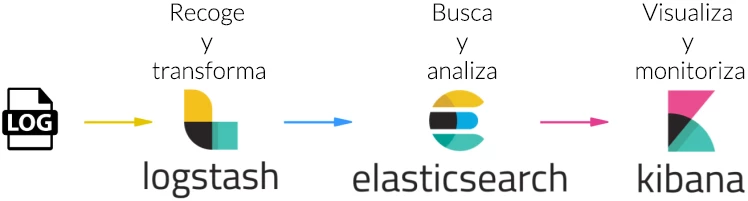 Recoge
y
transforma
Busca
y
analiza
Visualiza
y
monitoriza
LOG
logstash
elasticsearch
kibana